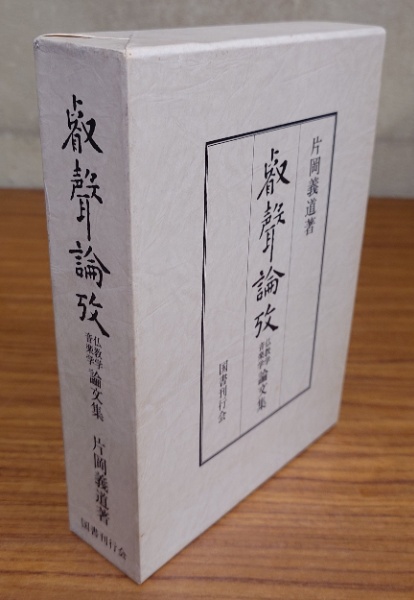 叡聲論攷
仏教学
音楽学
論文集
片岡義道著
国書刊行会
片岡義道著
叡聲論攷
仏教学
音楽学
論文集
国書刊行会